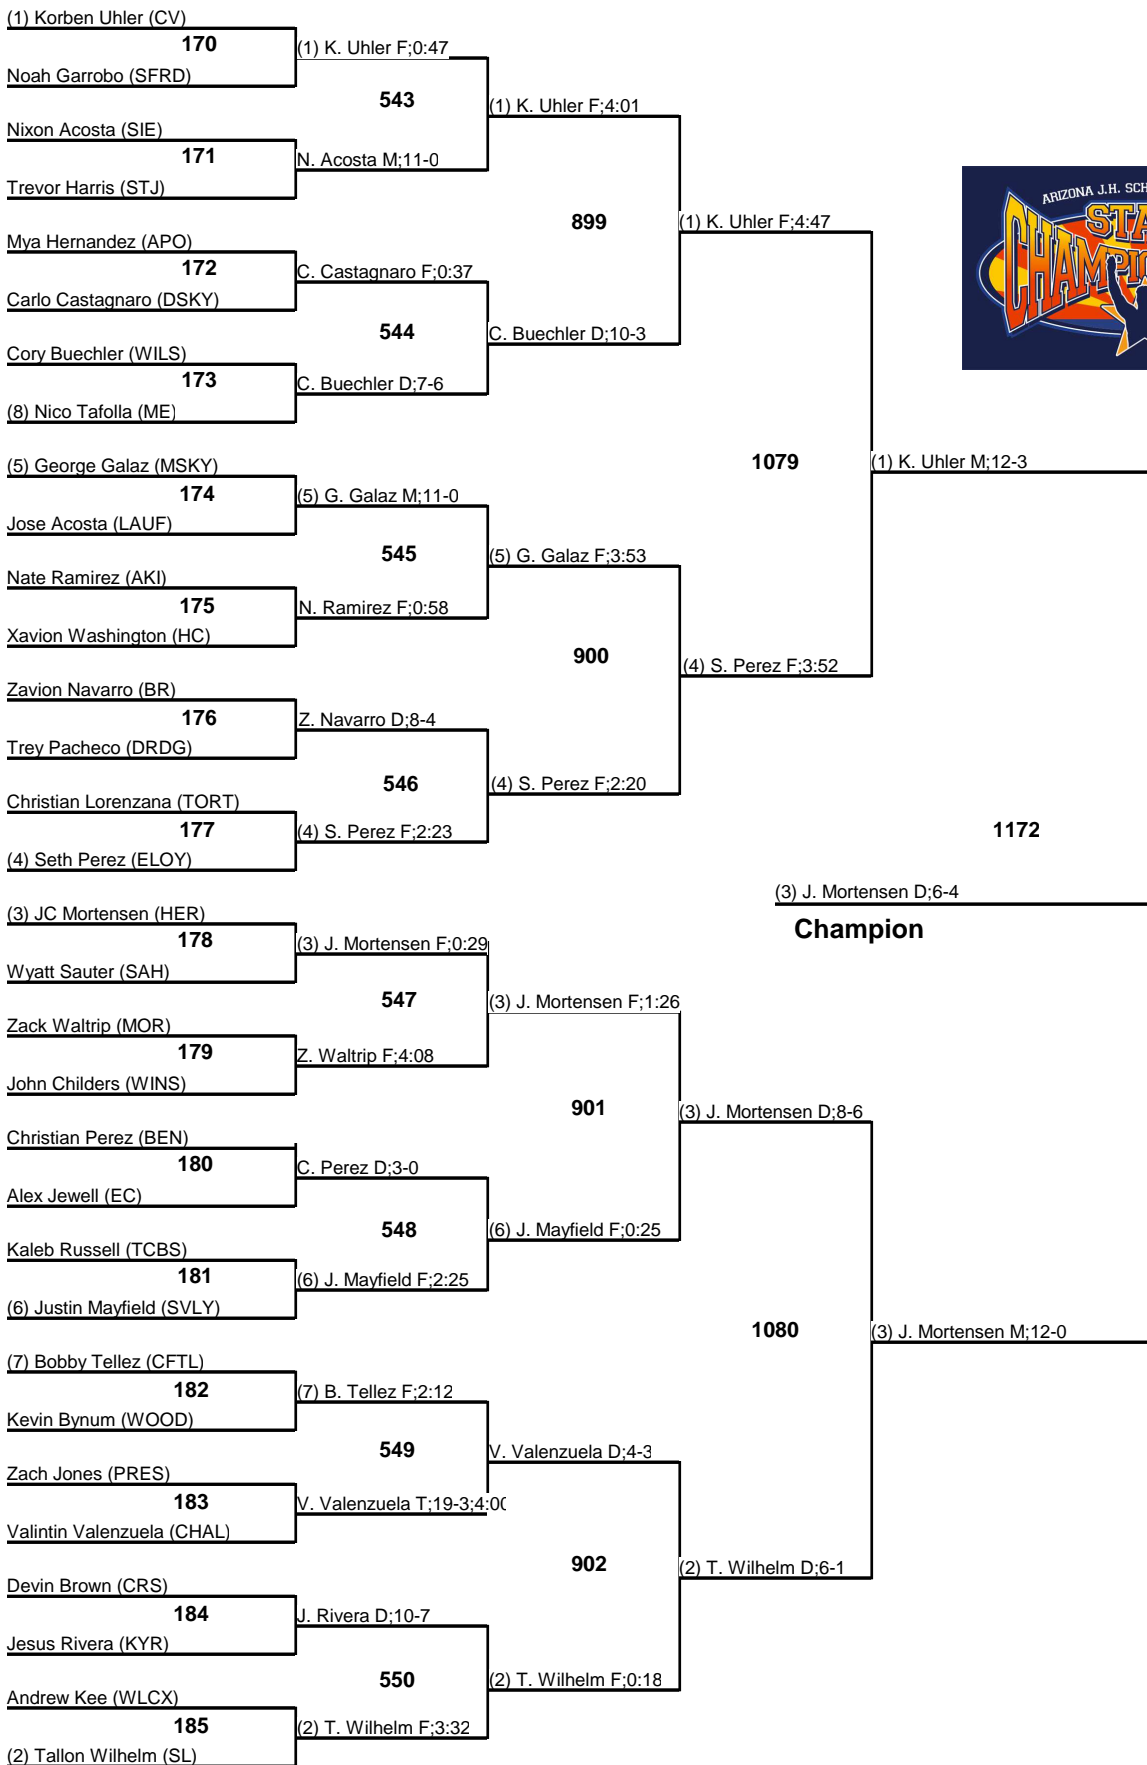 (1) Korben Uhler (CV)
170
(1) K. Uhler F;0:47
Noah Garrobo (SFRD)
543
(1) K. Uhler F;4:01
Nixon Acosta (SIE)
171
N. Acosta M;11-0
Trevor Harris (STJ)
899
(1) K. Uhler F;4:47
Mya Hernandez (APO)
172
C. Castagnaro F;0:37
Carlo Castagnaro (DSKY)
544
C. Buechler D;10-3
Cory Buechler (WILS)
173
C. Buechler D;7-6
(8) Nico Tafolla (ME)
ARIZONA J.H. SCH
STA
CHAMPIO
1079
(1) K. Uhler M;12-3
(5) George Galaz (MSKY)
174
(5) G. Galaz M;11-0
Jose Acosta (LAUF)
545
(5) G. Galaz F;3:53
Nate Ramirez (AKI)
175
N. Ramirez F;0:58
Xavion Washington (HC)
900
(4) S. Perez F;3:52
Zavion Navarro (BR)
176
Z. Navarro D;8-4
Trey Pacheco (DRDG)
546
(4) S. Perez F;2:20
Christian Lorenzana (TORT)
177
(4) S. Perez F;2:23
(4) Seth Perez (ELOY)
1172
(3) J. Mortensen D;6-4
Champion
(3) JC Mortensen (HER)
178
(3) J. Mortensen F;0:29
Wyatt Sauter (SAH)
547
(3) J. Mortensen F;1:26
Zack Waltrip (MOR)
179
Z. Waltrip F;4:08
John Childers (WINS)
901
(3) J. Mortensen D;8-6
Christian Perez (BEN)
180
C. Perez D;3-0
Alex Jewell (EC)
548
(6) J. Mayfield F;0:25
Kaleb Russell (TCBS)
181
(6) J. Mayfield F;2:25
(6) Justin Mayfield (SVLY)
1080
(3) J. Mortensen M;12-0
(7) Bobby Tellez (CFTL)
182
(7) B. Tellez F;2:12
Kevin Bynum (WOOD)
549
V. Valenzuela D;4-3
Zach Jones (PRES)
183
V. Valenzuela T;19-3;4:00
Valintin Valenzuela (CHAL)
902
(2) T. Wilhelm D;6-1
Devin Brown (CRS)
184
J. Rivera D;10-7
Jesus Rivera (KYR)
550
(2) T. Wilhelm F;0:18
Andrew Kee (WLCX)
185
(2) T. Wilhelm F;3:32
(2) Tallon Wilhelm (SL)